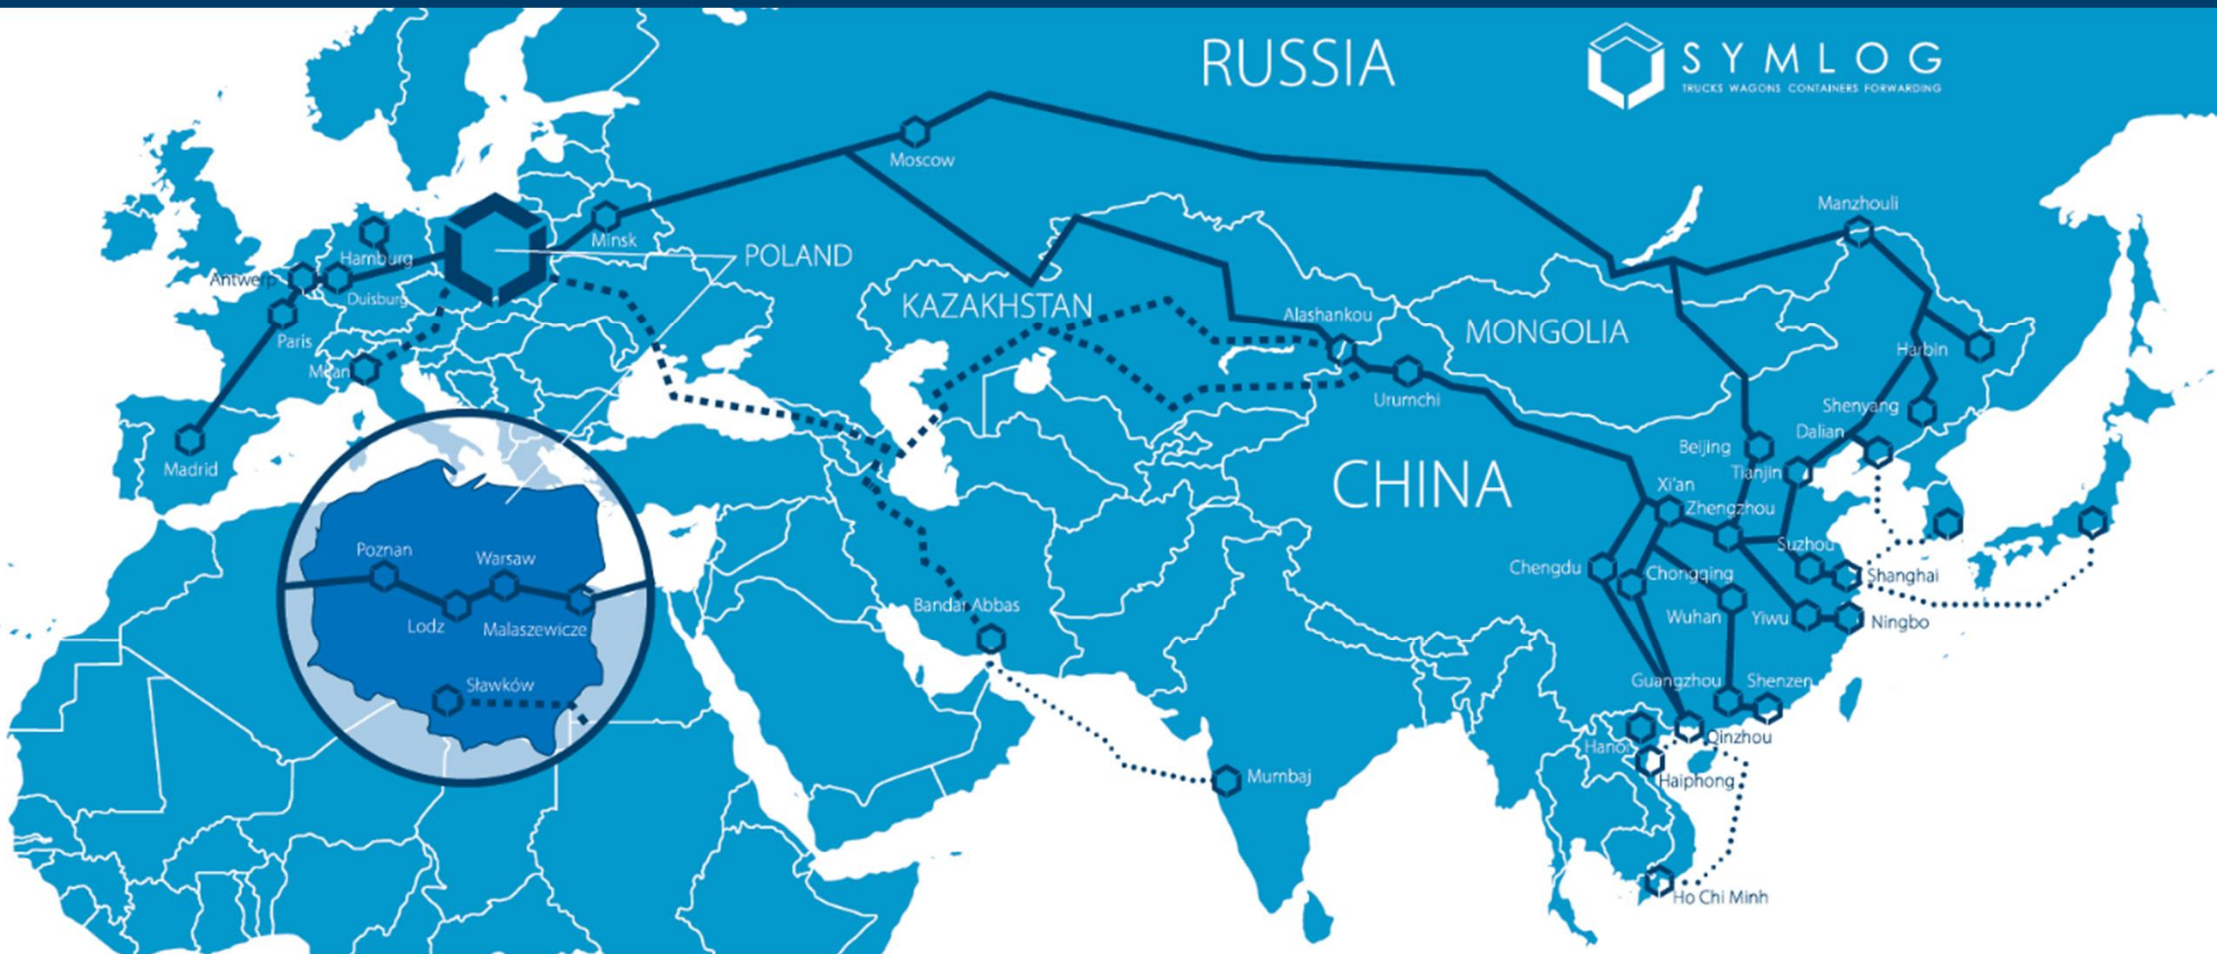 RUSSIA
SYMLOG
TRUCKS WAGONS CONTAINERS FORWARDING
Moscow
Manzhouli
Minsk
POLAND
Hamburg
Antwerp
Duisburg
KAZAKHSTAN
Alashankou
MONGOLIA
Paris
Harbin
Milan
Urumchi
Shenyang
Dalian
Beijing
Madrid
Tianjin
CHINA
Xi'an
Zhengzhou
Suzhou
Poznan
Warsaw
Chengdu
Chongqing
Shanghai
Bandar Abbas
Wuhan
Yiwu
Ningbo
Lodz
Malaszewicze
Sławków
Guangzhou
Shenzen
Qinzhou
Hanoi
Mumbaj
Haiphong
Ho Chi Minh